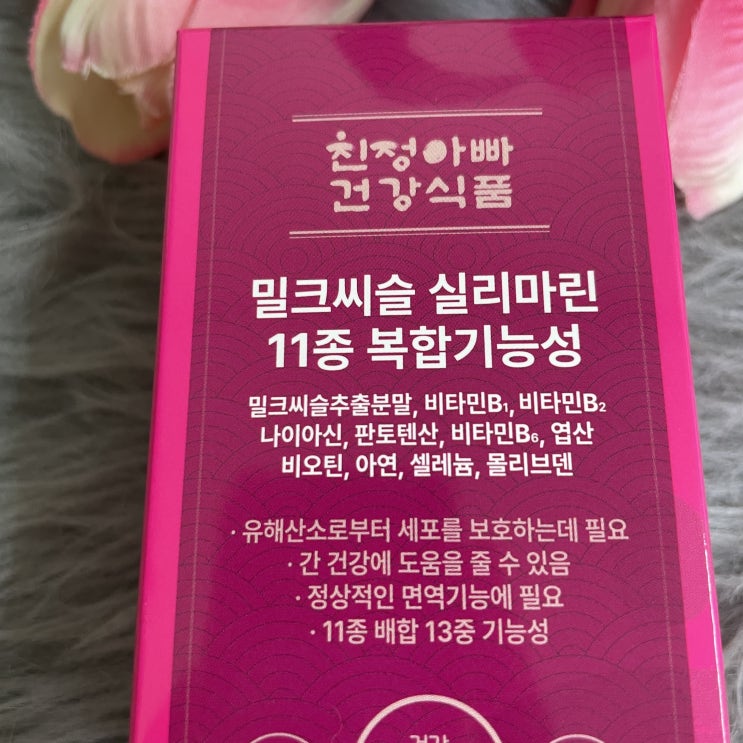 친정아빠
건강식품
밀크씨슬 실리마린
11종 복합기능성
밀크씨슬추출분말, 비타민B₁, 비타민B₂
나이아신, 판토텐산, 비타민B₆, 엽산
비오틴, 아연, 셀레늄, 몰리브덴
· 유해산소로부터 세포를 보호하는데 필요
· 간 건강에 도움을 줄 수 있음
· 정상적인 면역기능에 필요
· 11종 배합 13중 기능성